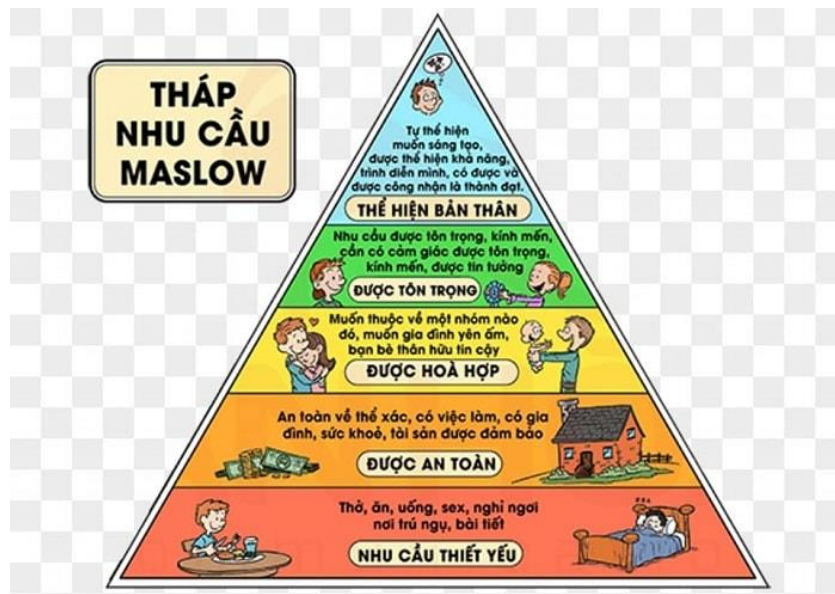 THÁP
NHU CẦU
MASLOW
Tự thể hiện
muốn sáng tạo,
được thể hiện khả năng,
trình diễn mình, có được và
được công nhận là thành đạt.
THỂ HIỆN BẢN THÂN
Nhu cầu được tôn trọng, kính mến,
cần có cảm giác được tôn trọng,
kính mến, được tin tưởng
ĐƯỢC TÔN TRỌNG
Muốn thuộc về một nhóm nào
đó, muốn gia đình yên ấm,
bạn bè thân hữu tin cậy
ĐƯỢC HOÀ HỢP
An toàn về thể xác, có việc làm, có gia
đình, sức khoẻ, tài sản được đảm bảo
ĐƯỢC AN TOÀN
Thở, ăn, uống, sex, nghỉ ngơi
nơi trú ngụ, bài tiết
NHU CẦU THIẾT YẾU